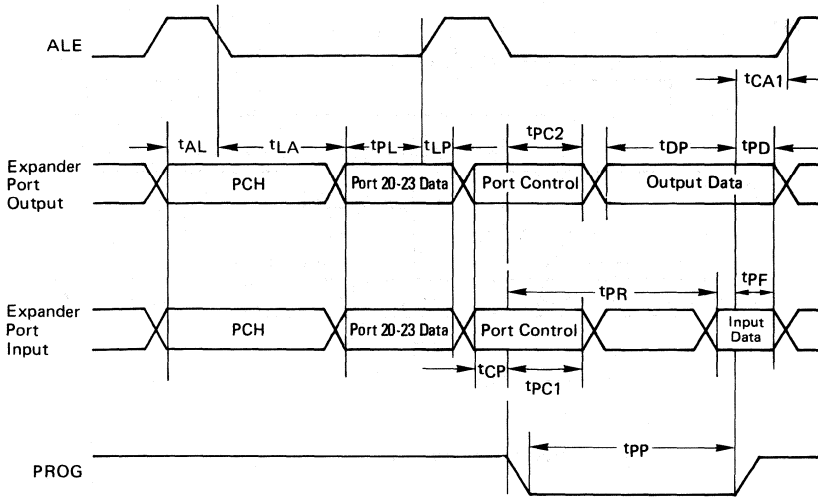 ALE
tCA1
tAL tLA tPL tLP tPC2 tDP tPD
Expander
Port
Output
PCH Port 20-23 Data Port Control Output Data
tPR tPF
Expander
Port
Input
PCH Port 20-23 Data Port Control Input
Data
tCP tPC1
tPP
PROG